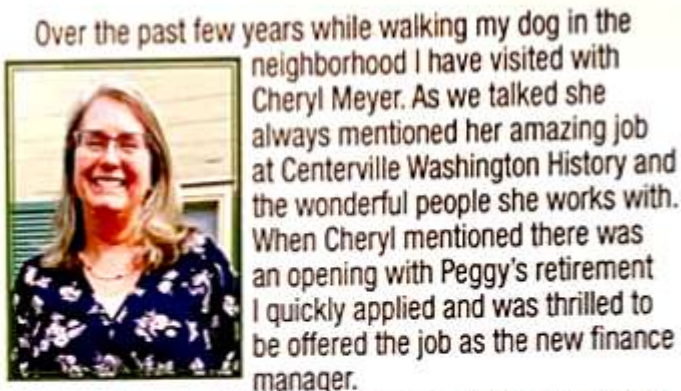 Over the past few years while walking my dog in the
neighborhood I have visited with
Cheryl Meyer. As we talked she
always mentioned her amazing job
at Centerville Washington History and
the wonderful people she works with.
When Cheryl mentioned there was
an opening with Peggy's retirement
I quickly applied and was thrilled to
be offered the job as the new finance
manager.